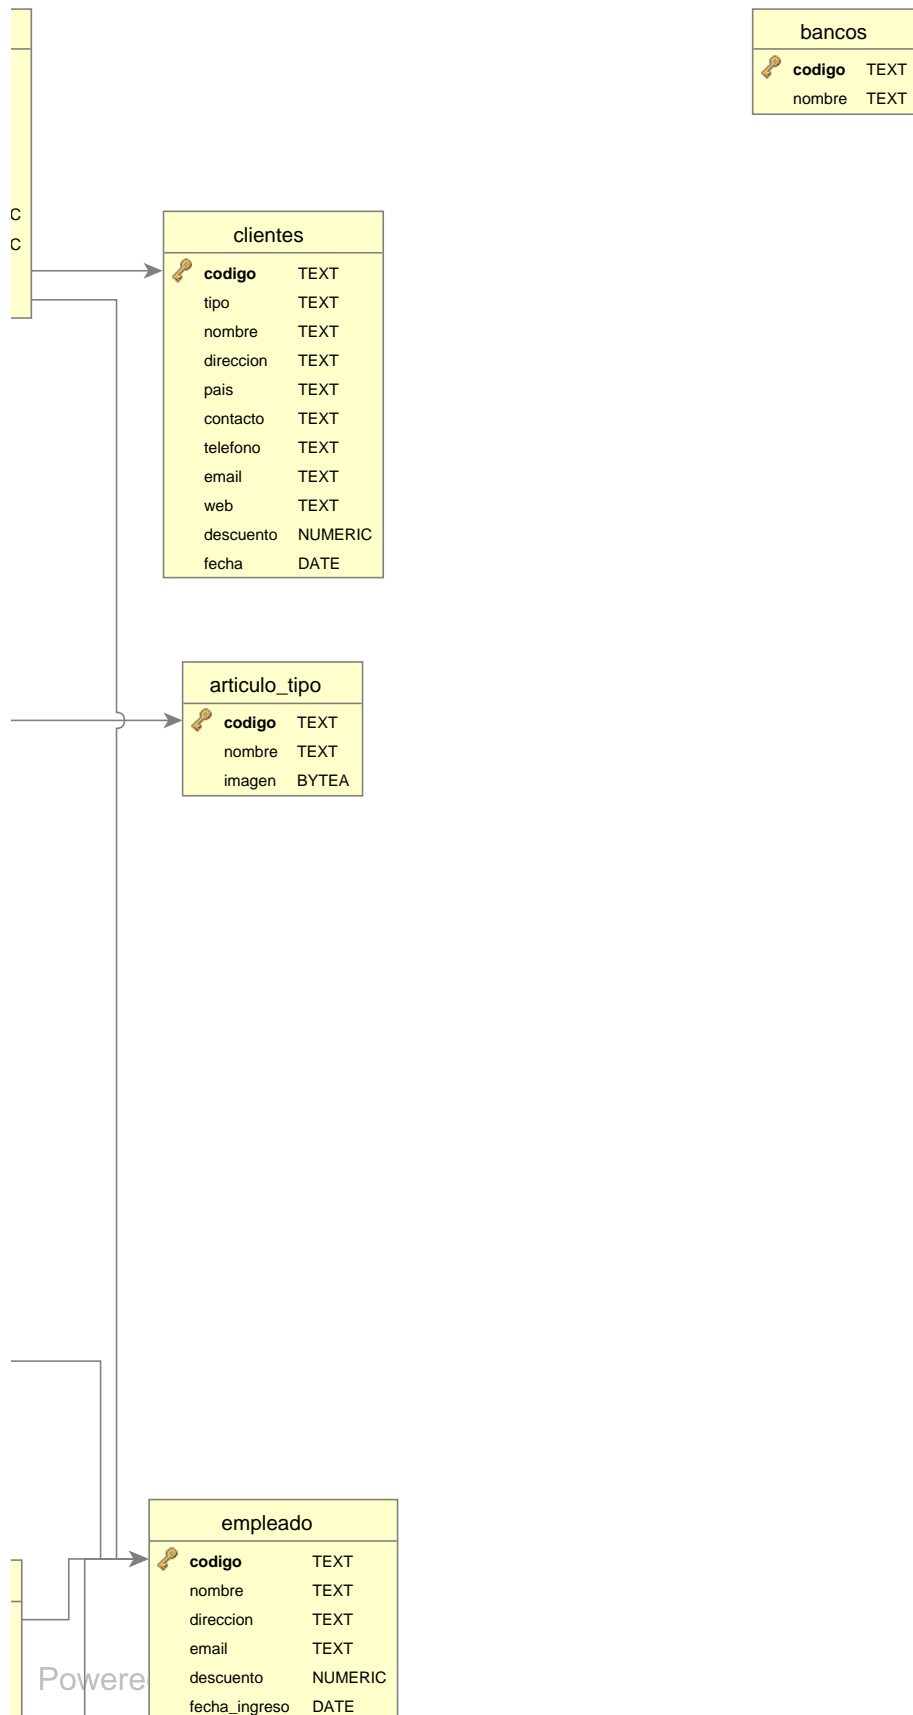 bancos
codigo TEXT
nombre TEXT
C
C
clientes
codigo TEXT
tipo TEXT
nombre TEXT
direccion TEXT
pais TEXT
contacto TEXT
telefono TEXT
email TEXT
web TEXT
descuento NUMERIC
fecha DATE
articulo_tipo
codigo TEXT
nombre TEXT
imagen BYTEA
empleado
codigo TEXT
nombre TEXT
direccion TEXT
email TEXT
descuento NUMERIC
fecha_ingreso DATE